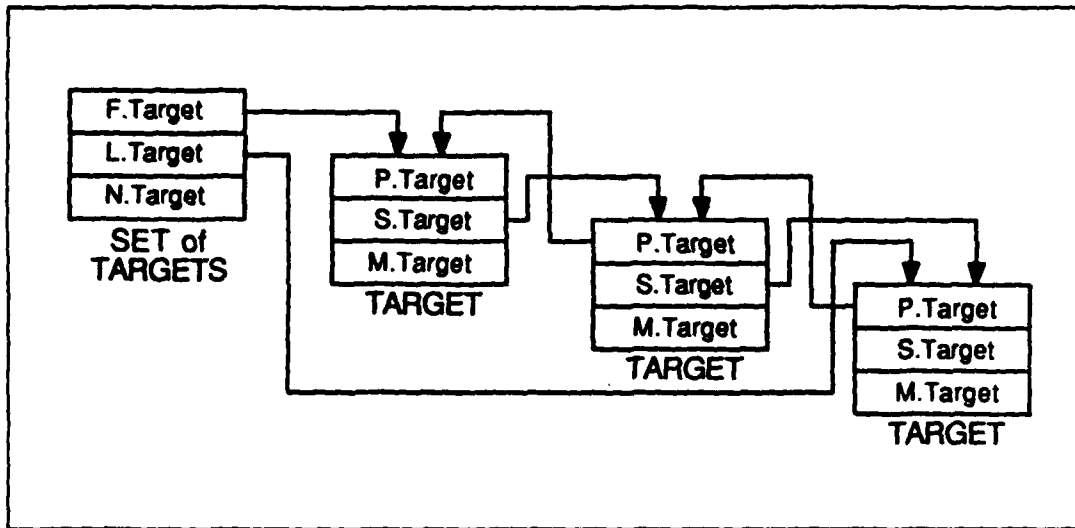 F.Target
L.Target
N.Target
SET of
TARGETS
P.Target
S.Target
M.Target
TARGET
P.Target
S.Target
M.Target
TARGET
P.Target
S.Target
M.Target
TARGET